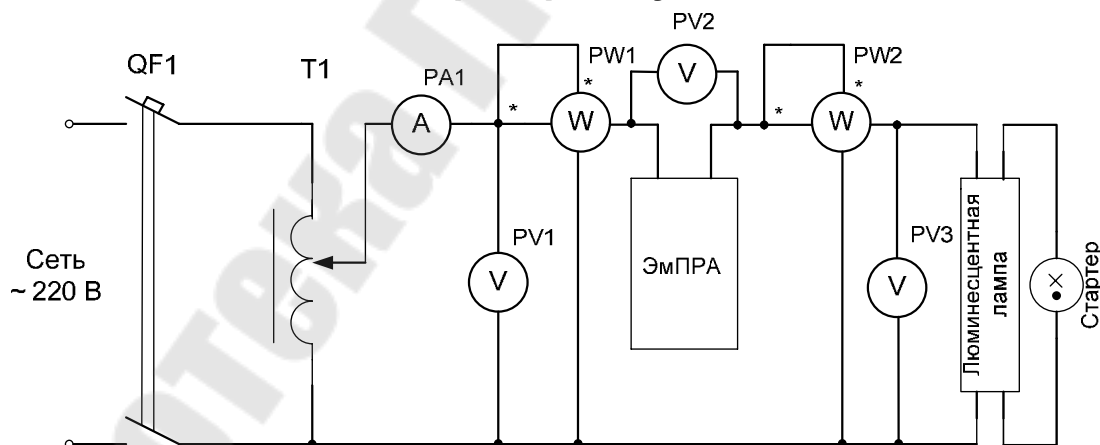 QF1
T1
PA1
A
*
PW1
*
W
PV2
V
PW2
*
*
W
Сеть
~ 220 В
PV1
V
ЭмПРА
PV3
V
Люминесцентная
лампа
Стартер